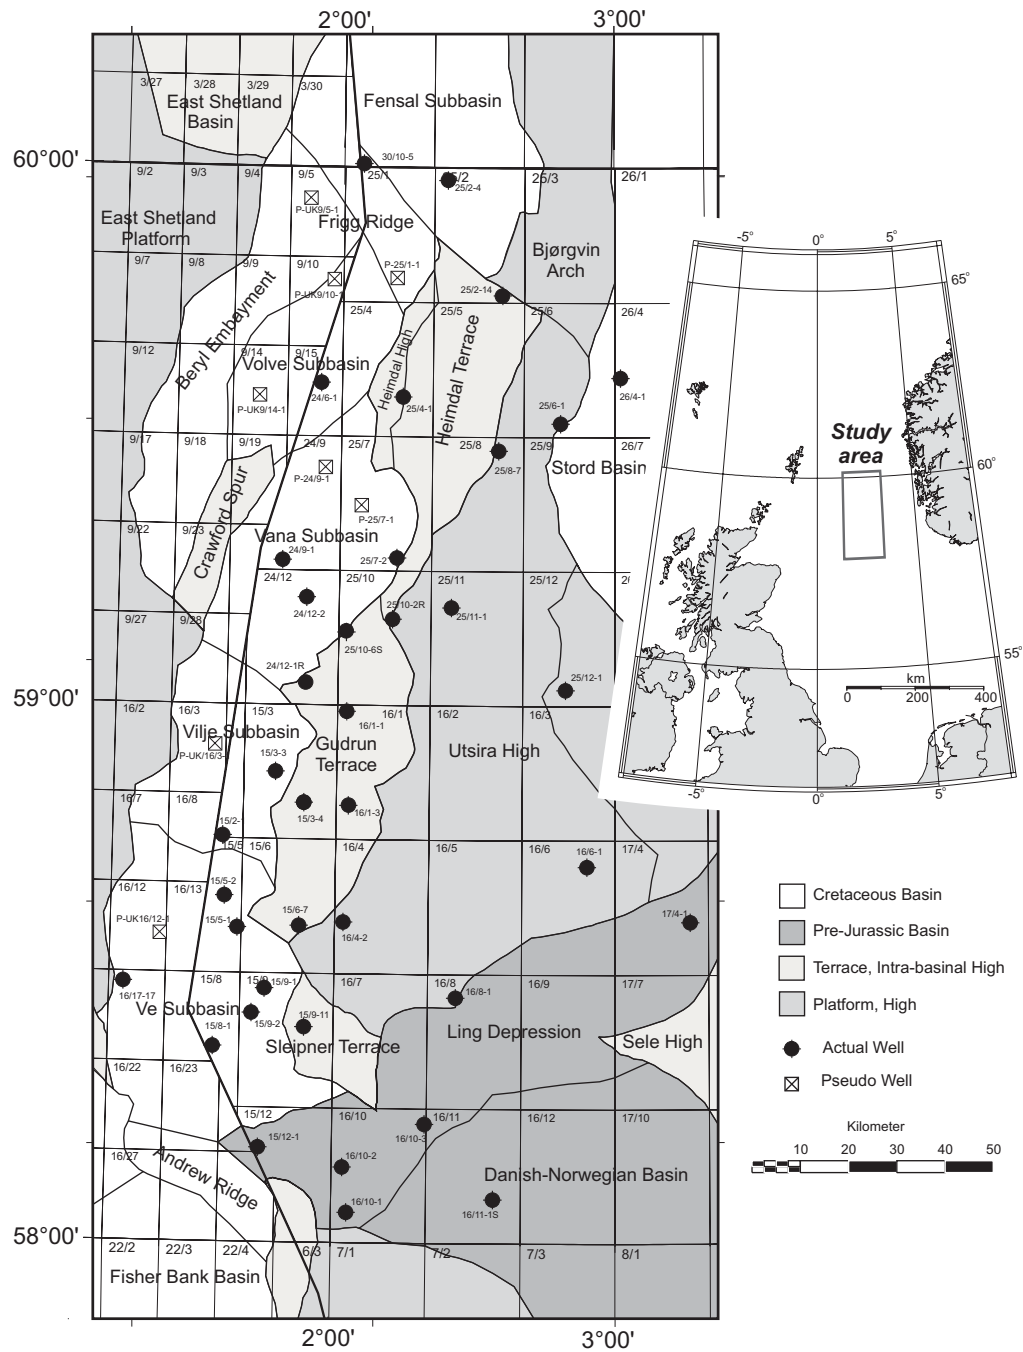 2°00'
3°00'
3/27
3/28
3/29
3/30
East Shetland
Basin
Fensal Subbasin
60°00'
30/10-5
9/2
9/3
9/4
9/5
25/1
25/2
25/2-4
25/3
26/1
P-UK9/5-1
East Shetland
Platform
Frigg Ridge
Bjørgvin
Arch
9/7
9/8
9/9
9/10
P-25/1-1
P-UK9/10-1
25/2-14
25/4
25/5
25/6
26/4
Beryl Embayment
9/12
9/14
9/15
Volve Subbasin
Heimdal High
Heimdal Terrace
24/6-1
25/4-1
26/4-1
P-UK9/14-1
25/6-1
9/17
9/18
9/19
24/9
25/7
25/8
25/9
26/7
P-24/9-1
25/8-7
Stord Basin
Crawford Spur
P-25/7-1
9/22
9/23
Vana Subbasin
24/9-1
25/7-2
24/12
25/10
25/11
25/12
24/12-2
25/10-2R
25/11-1
9/27
9/28
25/10-6S
24/12-1R
25/12-1
59°00'
16/2
16/3
15/3
16/1
16/2
16/3
16/1-1
Vilje Subbasin
P-UK/16/3-
15/3-3
Gudrun
Terrace
Utsira High
16/7
16/8
15/3-4
16/1-3
15/2-1
15/5
15/6
16/4
16/5
16/6
17/4
16/6-1
16/12
16/13
15/5-2
15/5-1
15/6-7
16/4-2
17/4-1
P-UK16/12-1
15/8
15/9
15/9-1
16/7
16/8
16/8-1
16/9
17/7
16/17-17
Ve Subbasin
15/9-2
15/9-11
15/8-1
Sleipner Terrace
Ling Depression
Sele High
16/22
16/23
15/12
16/10
16/11
16/12
17/10
15/12-1
16/10-3
16/27
Andrew Ridge
16/10-2
Danish-Norwegian Basin
16/10-1
16/11-1S
58°00'
22/2
22/3
22/4
6/3
7/1
7/2
7/3
8/1
Fisher Bank Basin
2°00'
3°00'
-5°
0°
5°
65°
Study
area
60°
55°
km
0
200
400
-5°
0°
5°
Cretaceous Basin
Pre-Jurassic Basin
Terrace, Intra-basinal High
Platform, High
Actual Well
Pseudo Well
Kilometer
10
20
30
40
50